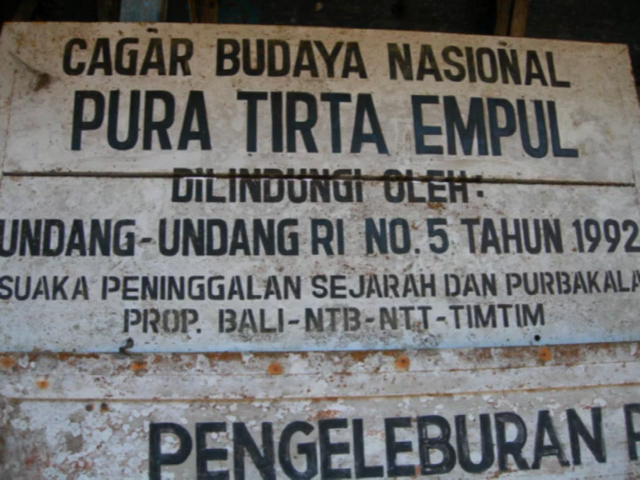 CAGAR BUDAYA NASIONAL
PURA TIRTA EMPUL
DILINDUNGI OLEH:
UNDANG-UNDANG RI NO. 5 TAHUN 1992
SUAKA PENINGGALAN SEJARAH DAN PURBAKALA
PROP. BALI-NTB-NTT-TIMTIM
PENGELEBURAN